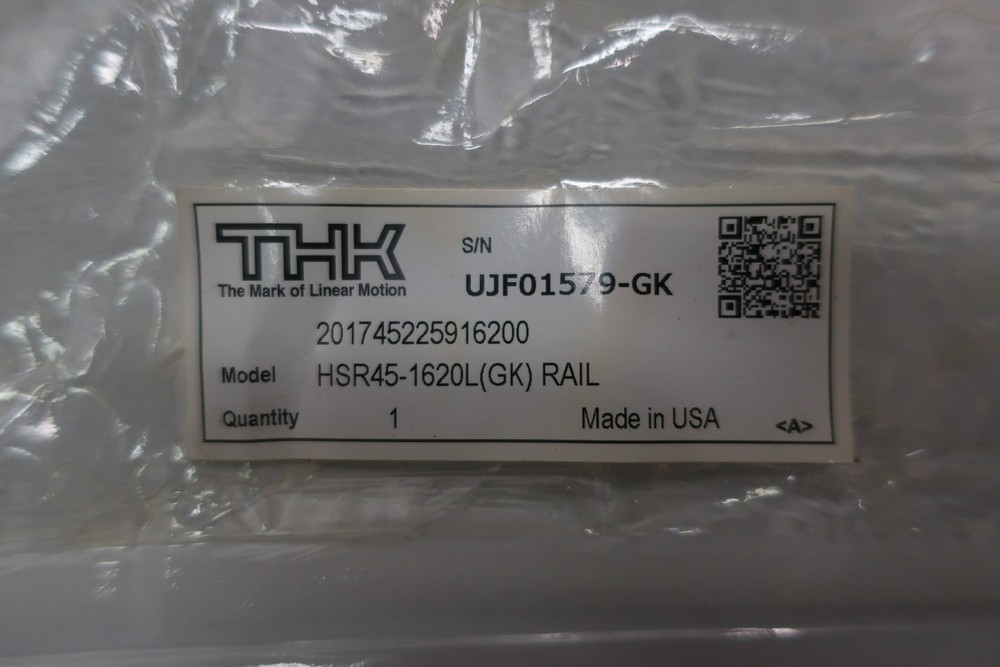 THK
The Mark of Linear Motion
S/N
UJF01579-GK
201745225916200
Model HSR45-1620L(GK) RAIL
Quantity 1 Made in USA <A>